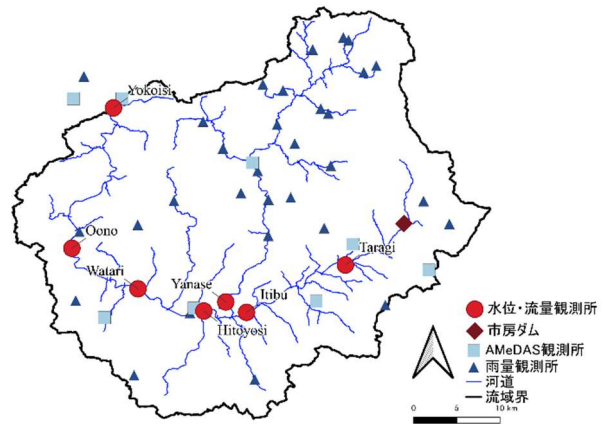 Yokoisi
Oono
Taragi
Watari
Yanase
Itibu
Hitoyosi
水位・流量観測所
市房ダム
AMeDAS観測所
雨量観測所
河道
流域界
0 5 10 km